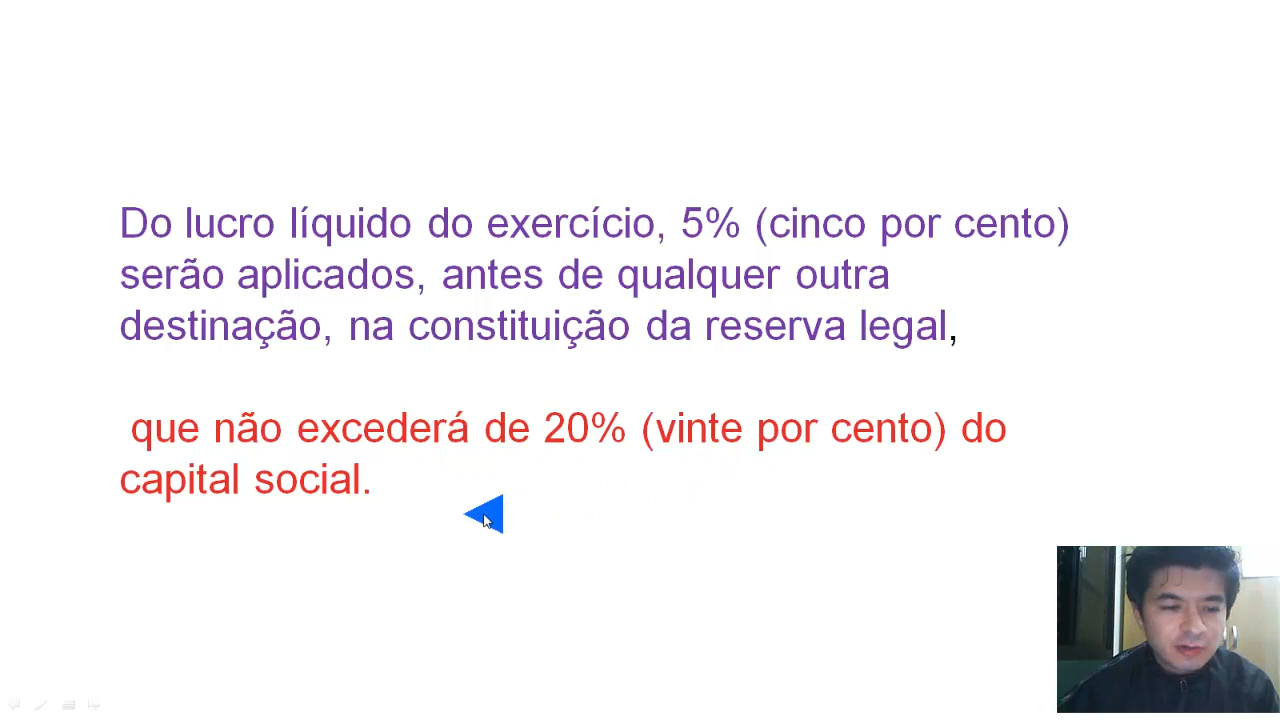 Do lucro líquido do exercício, 5% (cinco por cento)
serão aplicados, antes de qualquer outra
destinação, na constituição da reserva legal,
que não excederá de 20% (vinte por cento) do
capital social.